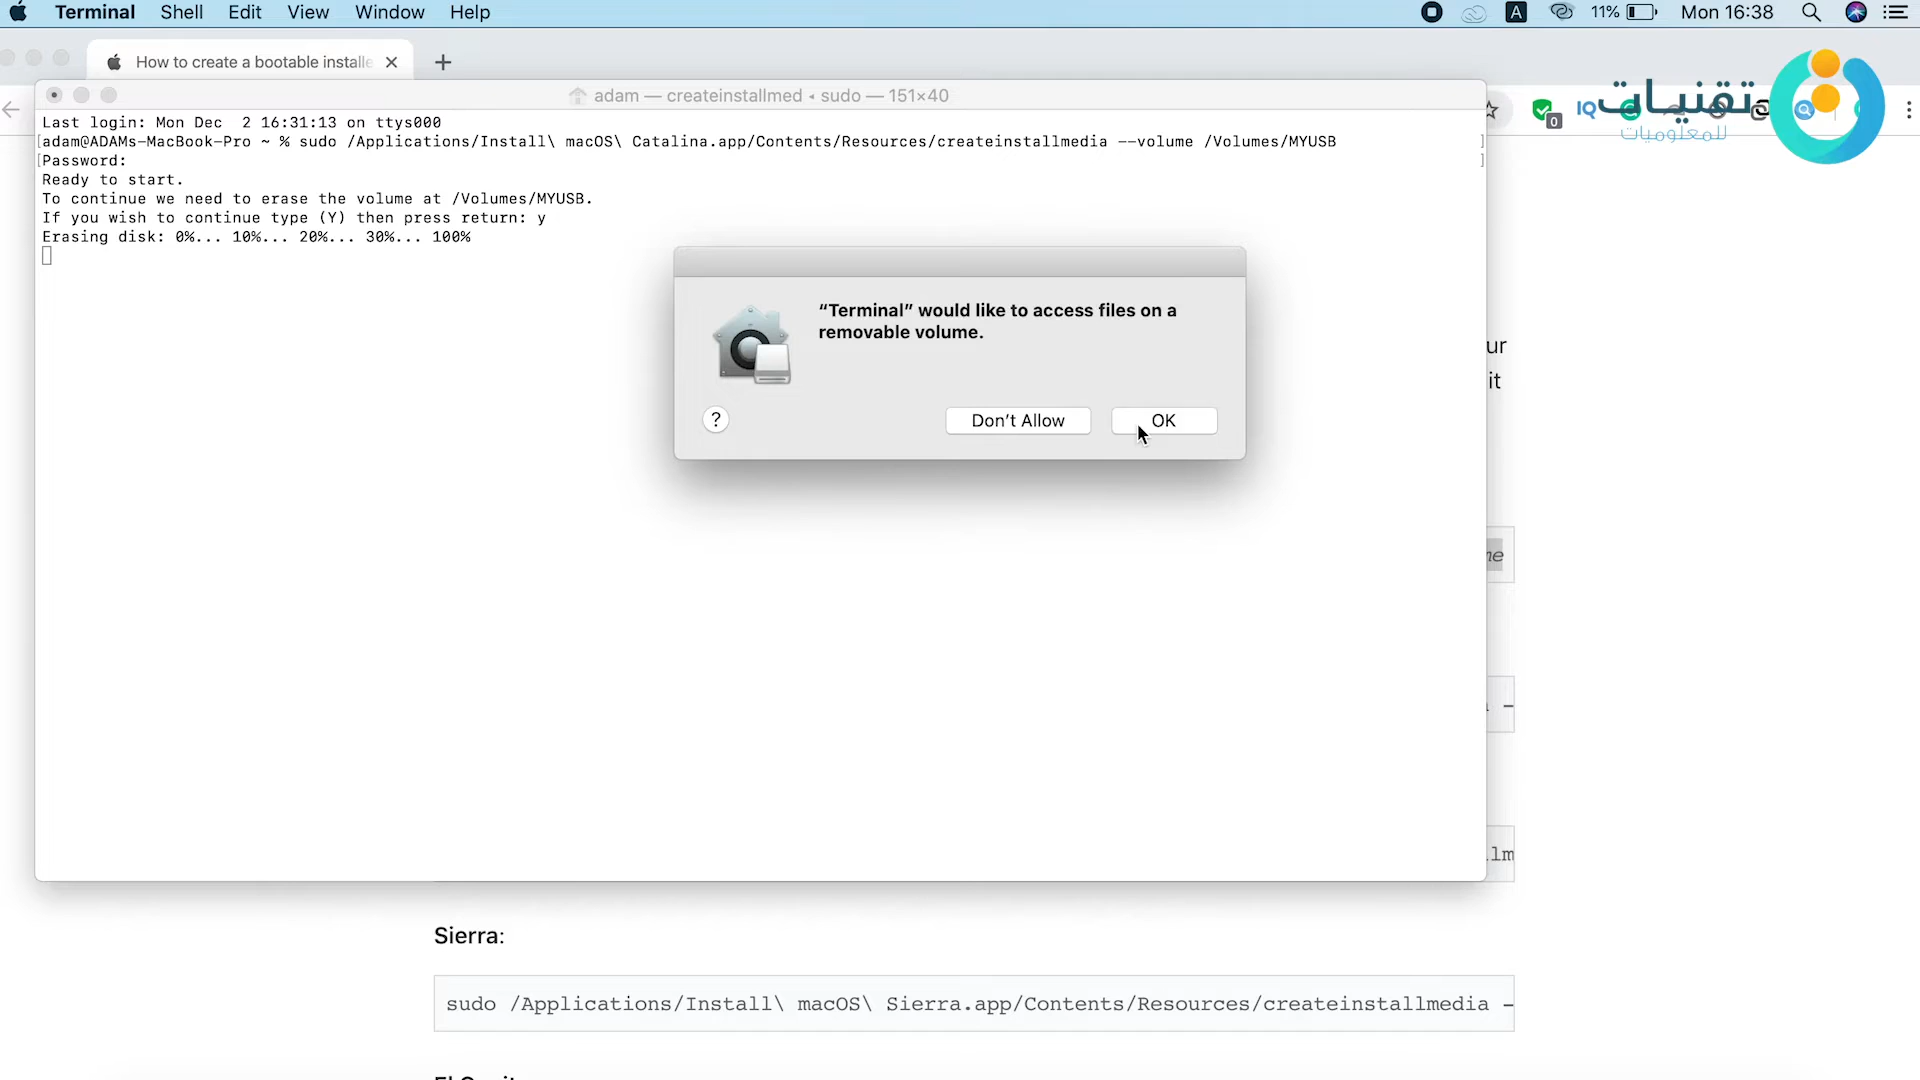 Terminal Shell Edit View Window Help
A 11% Mon 16:38
How to create a bootable installe
adam — createinstallmed ◂ sudo — 151×40
Last login: Mon Dec  2 16:31:13 on ttys000
[adam@ADAMs-MacBook-Pro ~ % sudo /Applications/Install\ macOS\ Catalina.app/Contents/Resources/createinstallmedia --volume /Volumes/MYUSB ]
[Password: ]
Ready to start.
To continue we need to erase the volume at /Volumes/MYUSB.
If you wish to continue type (Y) then press return: y
Erasing disk: 0%... 10%... 20%... 30%... 100%
“Terminal” would like to access files on a
removable volume.
? Don’t Allow OK
0 IQ
تقنيات
للمعلوميات
ur
it
me
-
lm
Sierra:
sudo /Applications/Install\ macOS\ Sierra.app/Contents/Resources/createinstallmedia -